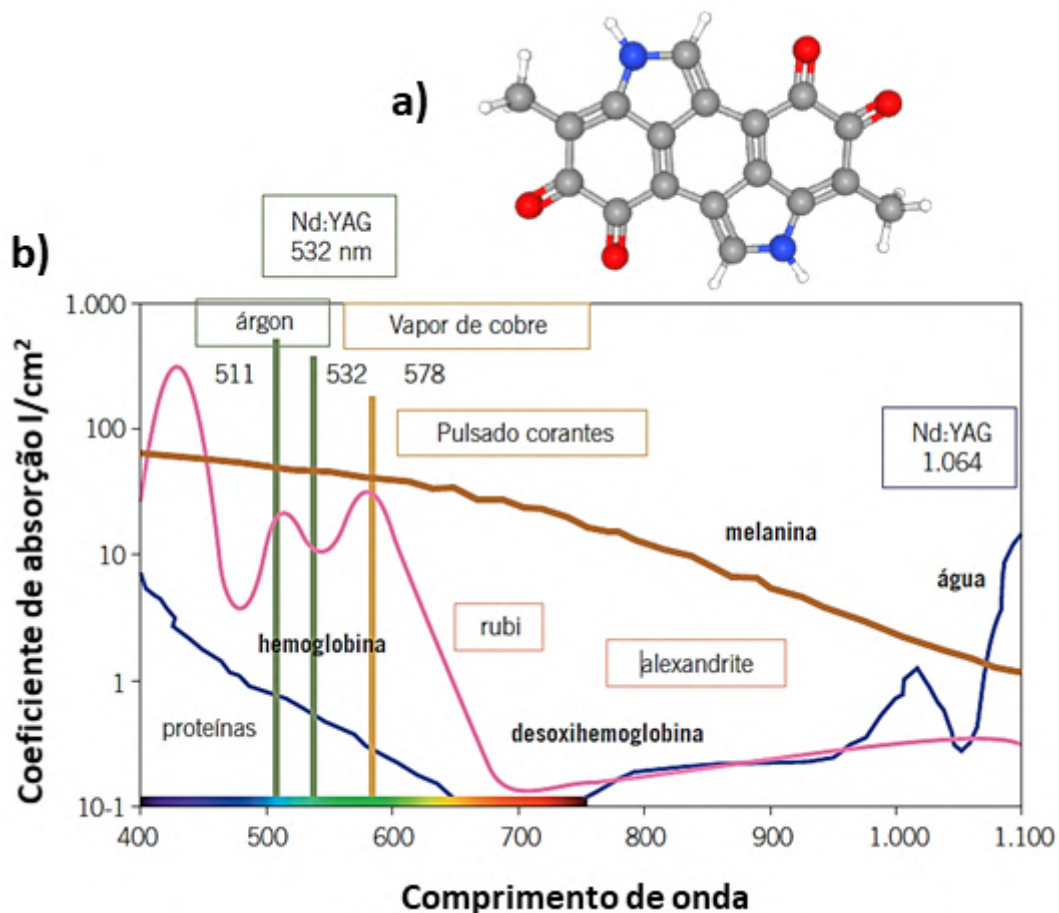 a)
b)
Nd:YAG
532 nm
árgon
Vapor de cobre
511
532
578
Pulsado corantes
Nd:YAG
1.064
melanina
água
rubi
hemoglobina
alexandrite
proteínas
desoxihemoglobina
Coeficiente de absorção I/cm²
1.000
100
10
1
10-1
400
500
600
700
800
900
1.000
1.100
Comprimento de onda